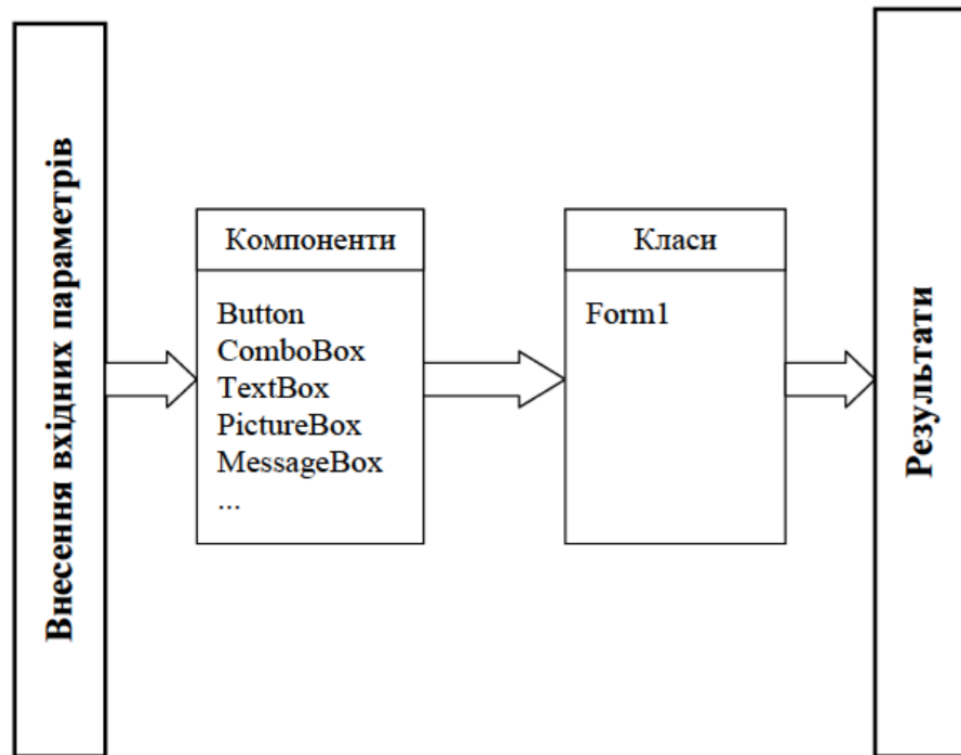 Внесення вхідних параметрів
Компоненти
Button
ComboBox
TextBox
PictureBox
MessageBox
...
Класи
Form1
Результати